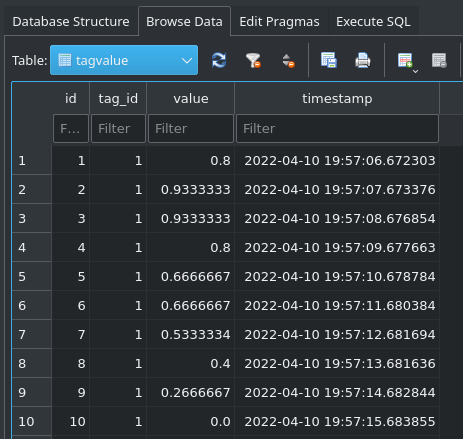 Database Structure Browse Data Edit Pragmas Execute SQL
Table: tagvalue
id tag_id value timestamp
F... Filter Filter Filter
1 1 1 0.8 2022-04-10 19:57:06.672303
2 2 1 0.9333333 2022-04-10 19:57:07.673376
3 3 1 0.9333333 2022-04-10 19:57:08.676854
4 4 1 0.8 2022-04-10 19:57:09.677663
5 5 1 0.6666667 2022-04-10 19:57:10.678784
6 6 1 0.6666667 2022-04-10 19:57:11.680384
7 7 1 0.5333334 2022-04-10 19:57:12.681694
8 8 1 0.4 2022-04-10 19:57:13.681636
9 9 1 0.2666667 2022-04-10 19:57:14.682844
10 10 1 0.0 2022-04-10 19:57:15.683855